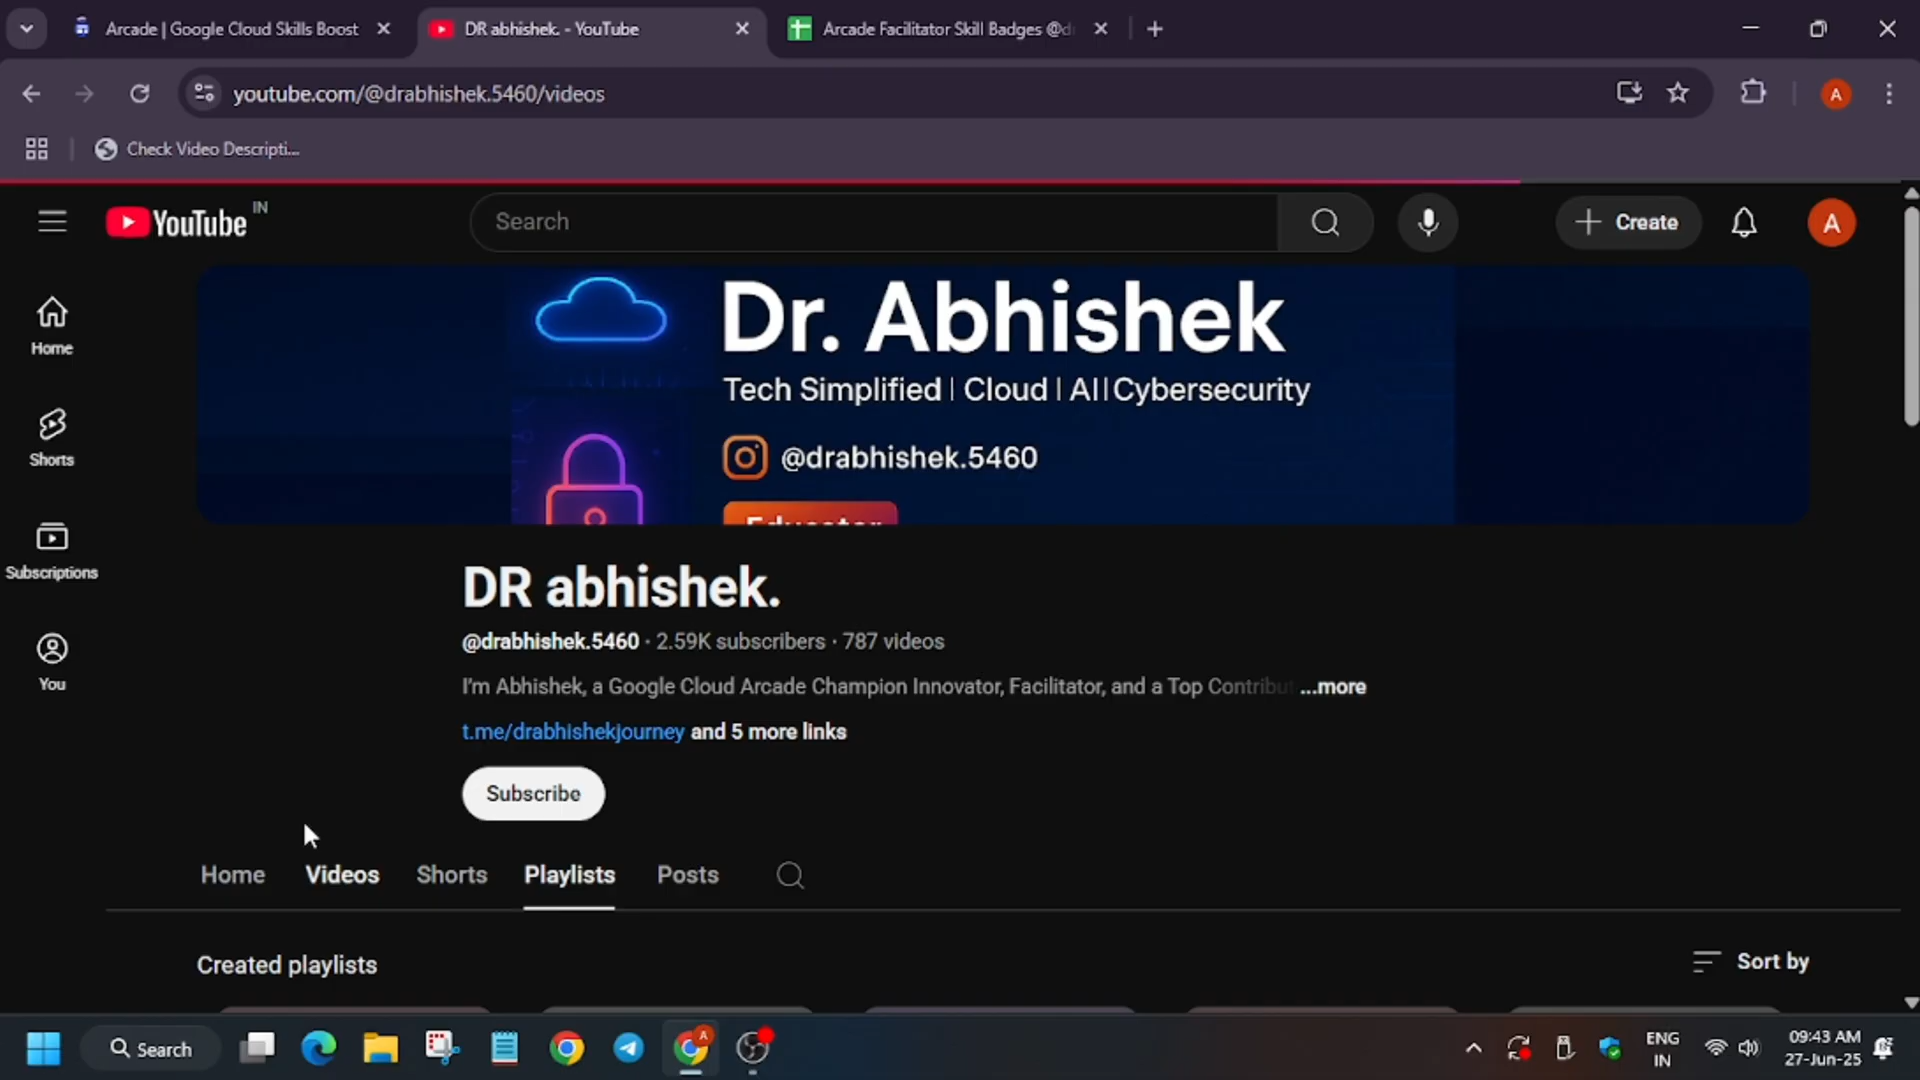 Arcade | Google Cloud Skills Boost
DR abhishek. - YouTube
Arcade Facilitator Skill Badges @d
youtube.com/@drabhishek.5460/videos
A
Check Video Descripti...
YouTube IN
Search
Create
A
Home
Shorts
Subscriptions
You
Dr. Abhishek
Tech Simplified | Cloud | AI | Cybersecurity
@drabhishek.5460
Educator
DR abhishek.
@drabhishek.5460 · 2.59K subscribers · 787 videos
I'm Abhishek, a Google Cloud Arcade Champion Innovator, Facilitator, and a Top Contribut ...more
t.me/drabhishekjourney and 5 more links
Subscribe
Home Videos Shorts Playlists Posts
Created playlists
Sort by
Search
A
ENG
IN
09:43 AM
27-Jun-25